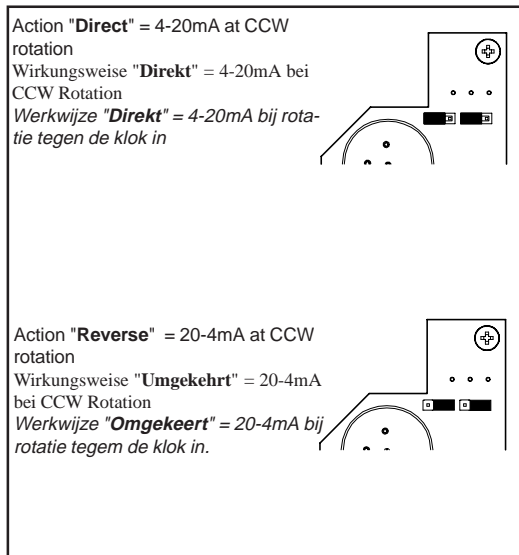 Action "Direct" = 4-20mA at CCW
rotation
Wirkungsweise "Direkt" = 4-20mA bei
CCW Rotation
Werkwijze "Direkt" = 4-20mA bij rota-
tie tegen de klok in
Action "Reverse" = 20-4mA at CCW
rotation
Wirkungsweise "Umgekehrt" = 20-4mA
bei CCW Rotation
Werkwijze "Omgekeert" = 20-4mA bij
rotatie tegem de klok in.